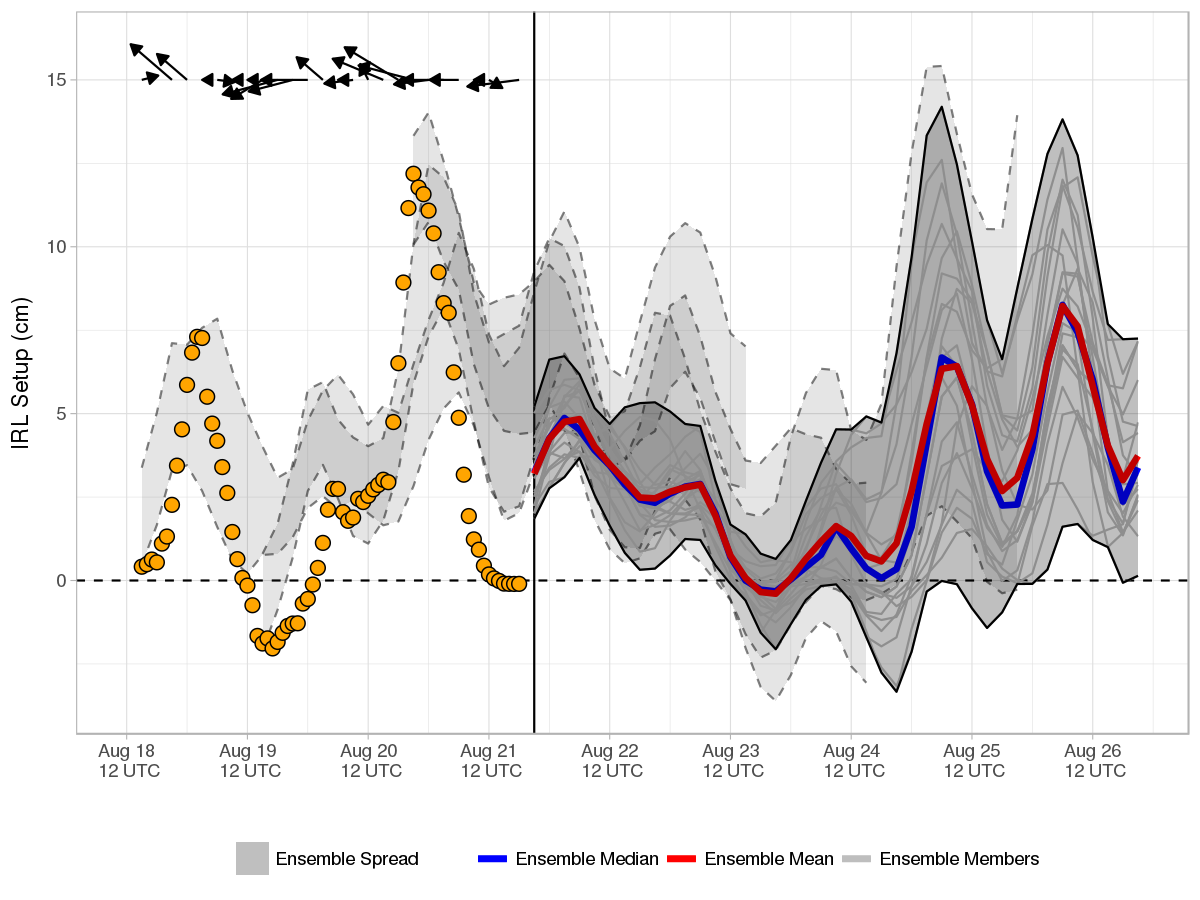 IRL Setup (cm)
15
10
5
0
Aug 18 Aug 19 Aug 20 Aug 21 Aug 22 Aug 23 Aug 24 Aug 25 Aug 26
12 UTC 12 UTC 12 UTC 12 UTC 12 UTC 12 UTC 12 UTC 12 UTC 12 UTC
Ensemble Spread Ensemble Median Ensemble Mean Ensemble Members